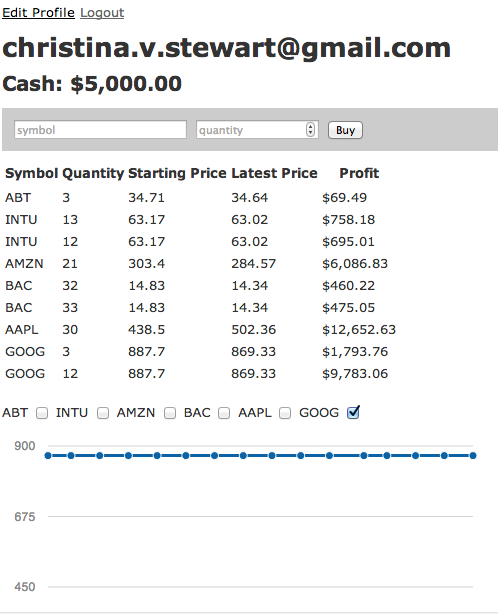 Edit Profile Logout
christina.v.stewart@gmail.com
Cash: $5,000.00
symbol quantity Buy
Symbol Quantity Starting Price Latest Price Profit
ABT 3 34.71 34.64 $69.49
INTU 13 63.17 63.02 $758.18
INTU 12 63.17 63.02 $695.01
AMZN 21 303.4 284.57 $6,086.83
BAC 32 14.83 14.34 $460.22
BAC 33 14.83 14.34 $475.05
AAPL 30 438.5 502.36 $12,652.63
GOOG 3 887.7 869.33 $1,793.76
GOOG 12 887.7 869.33 $9,783.06
ABT INTU AMZN BAC AAPL GOOG
900
675
450